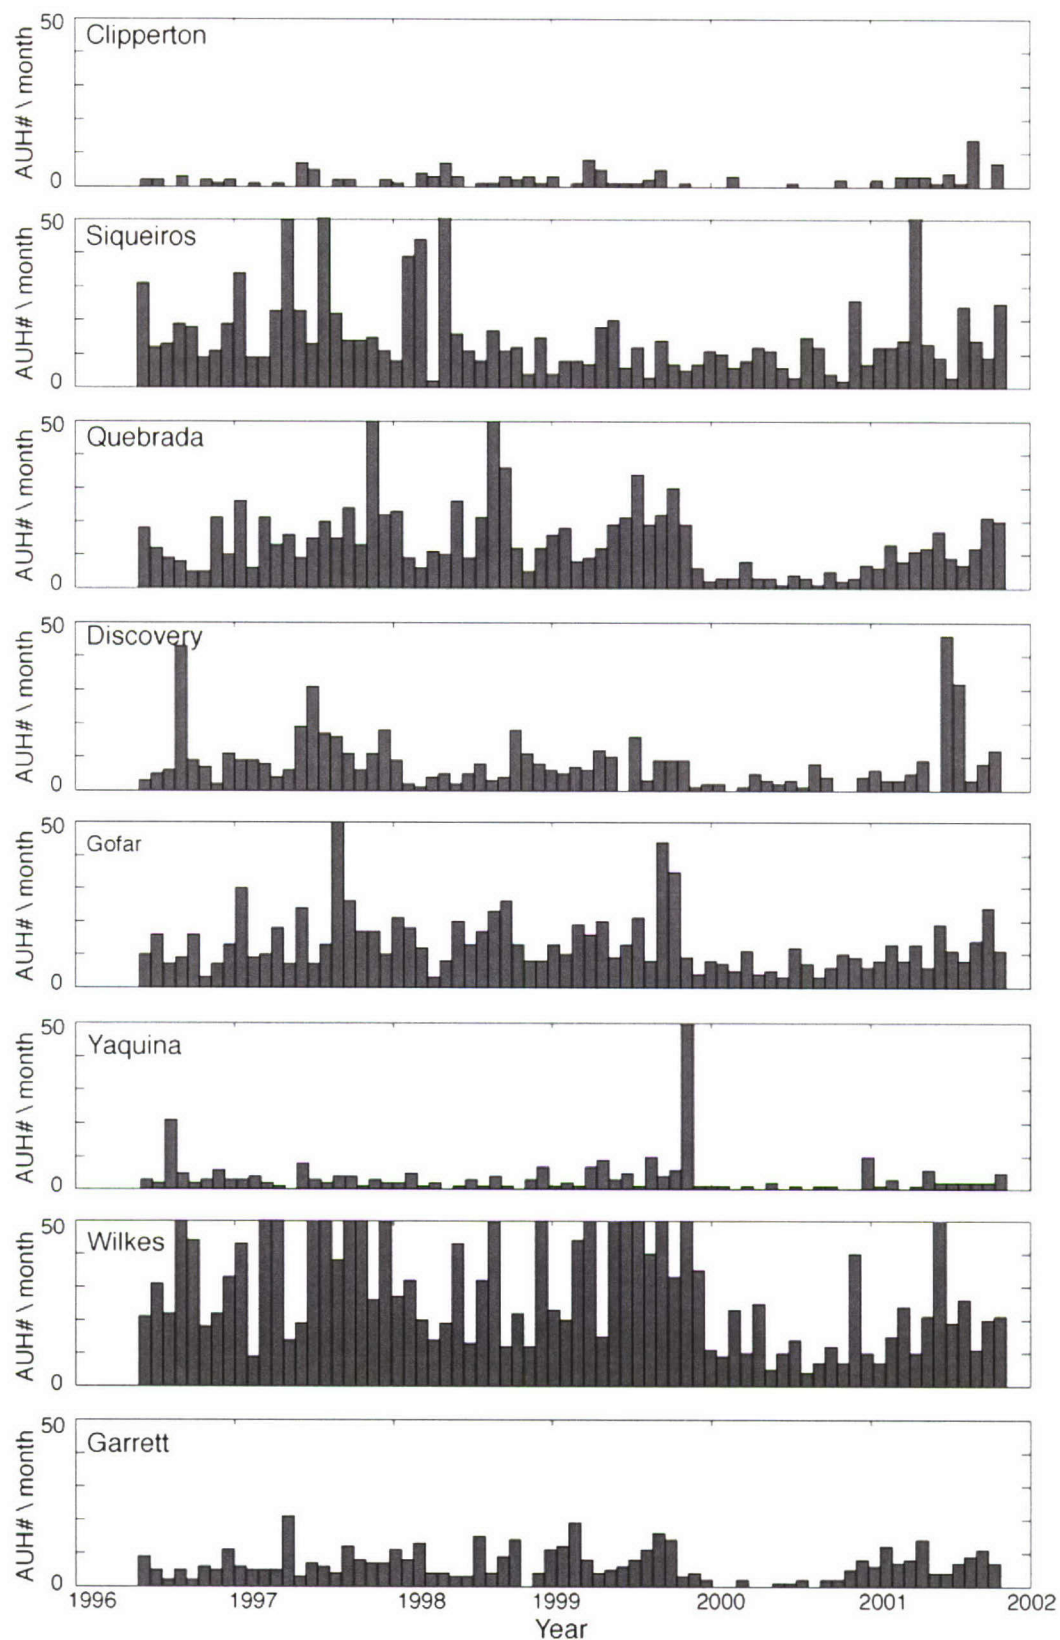 50
Clipperton
AUH# \ month
0
50
Siqueiros
AUH# \ month
0
50
Quebrada
AUH# \ month
0
50
Discovery
AUH# \ month
0
50
Gofar
AUH# \ month
0
50
Yaquina
AUH# \ month
0
50
Wilkes
AUH# \ month
0
50
Garrett
AUH# \ month
0
1996 1997 1998 1999 2000 2001 2002
Year